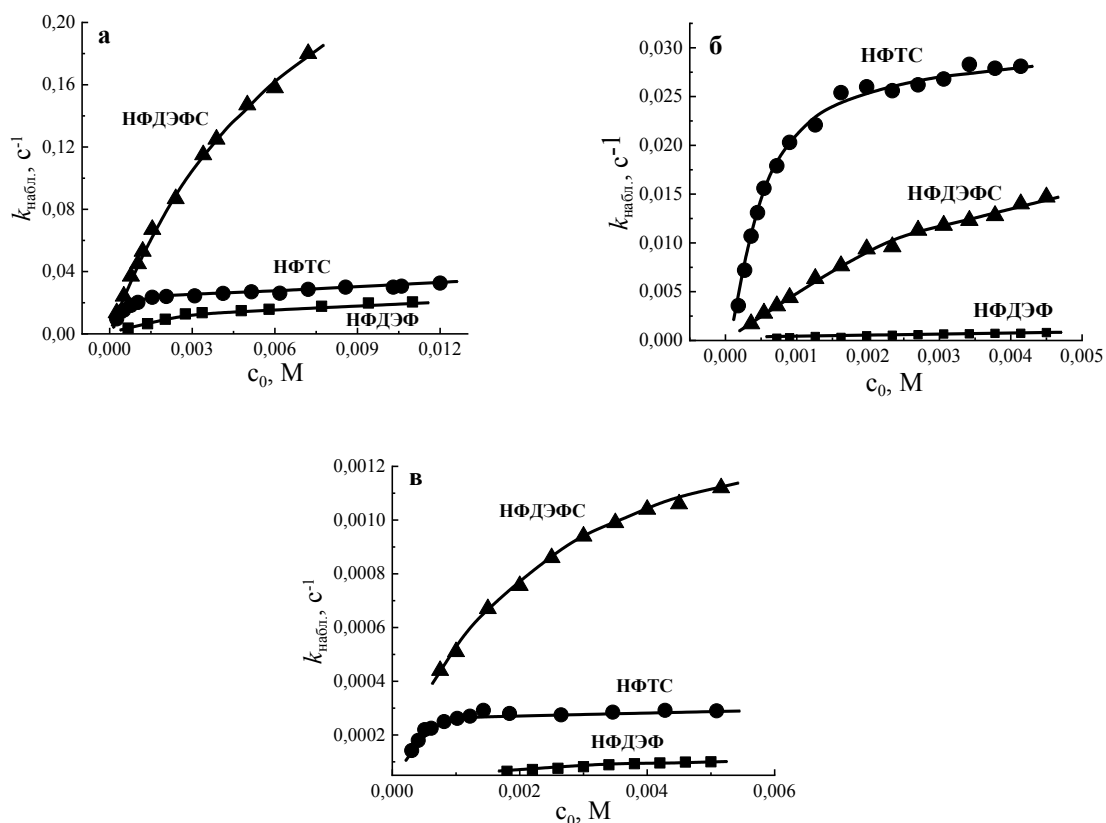 а
0,20
0,16
0,12
0,08
0,04
0,00
kнабл., с-1
НФДЭФС
НФТС
НФДЭФ
0,000 0,003 0,006 0,009 0,012
c0, М
б
0,030
0,025
0,020
0,015
0,010
0,005
0,000
kнабл., с-1
НФТС
НФДЭФС
НФДЭФ
0,000 0,001 0,002 0,003 0,004 0,005
c0, М
в
0,0012
0,0010
0,0008
0,0006
0,0004
0,0002
kнабл., с-1
НФДЭФС
НФТС
НФДЭФ
0,000 0,002 0,004 0,006
c0, М